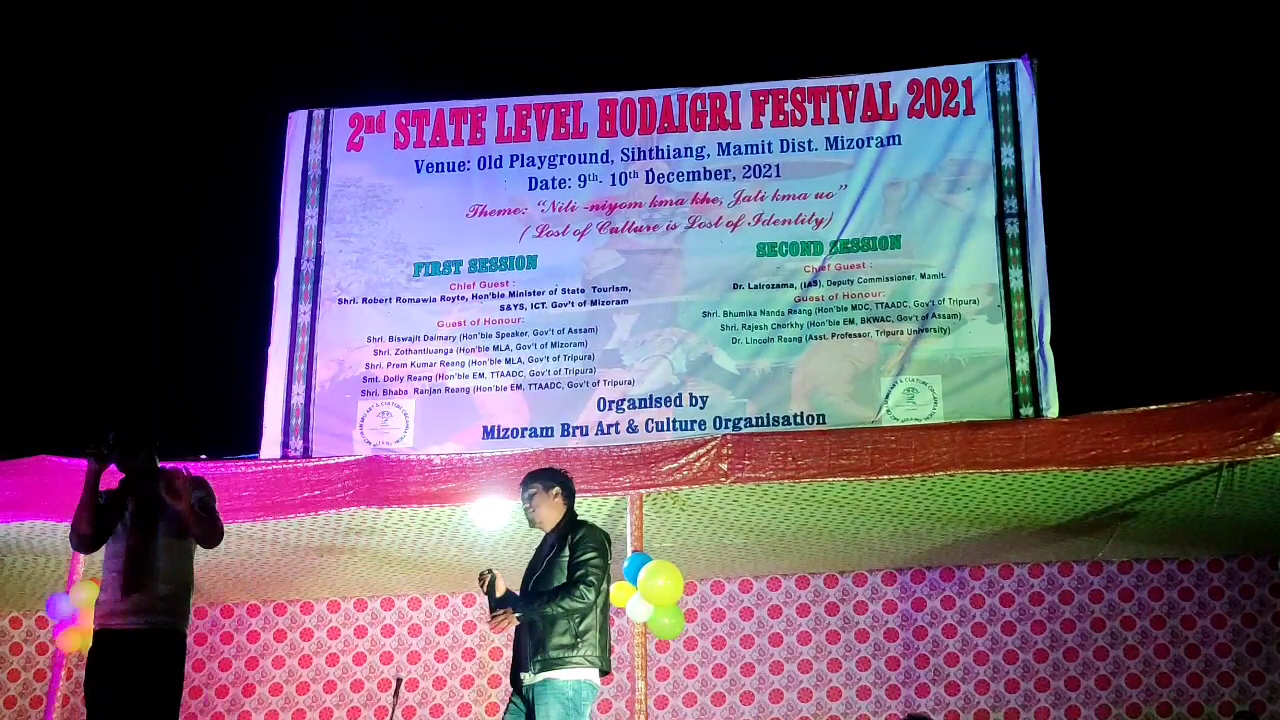 2nd STATE LEVEL HODAIGRI FESTIVAL 2021
Venue: Old Playground, Sihthiang, Mamit Dist. Mizoram
Date: 9th- 10th December, 2021
Theme: "Nili -niyom kma khe, Jati kma uo"
( Lost of Culture is Lost of Identity)
FIRST SESSION
Chief Guest :
Shri. Robert Romawia Royte, Hon'ble Minister of State Tourism,
S&YS, ICT. Gov't of Mizoram
Guest of Honour:
Shri. Biswajit Daimary (Hon'ble Speaker, Gov't of Assam)
Shri. Zothantluanga (Hon'ble MLA, Gov't of Mizoram)
Shri. Prem Kumar Reang (Hon'ble MLA, Gov't of Tripura)
Smt. Dolly Reang (Hon'ble EM, TTAADC, Gov't of Tripura)
Shri. Bhaba Ranjan Reang (Hon'ble EM, TTAADC, Gov't of Tripura)
SECOND SESSION
Chief Guest :
Dr. Lalrozama, (IAS), Deputy Commissioner, Mamit.
Guest of Honour:
Shri. Bhumika Nanda Reang (Hon'ble MDC, TTAADC, Gov't of Tripura)
Shri. Rajesh Chorkhy (Hon'ble EM, BKWAC, Gov't of Assam)
Dr. Lincoln Reang (Asst. Professor, Tripura University)
Organised by
Mizoram Bru Art & Culture Organisation